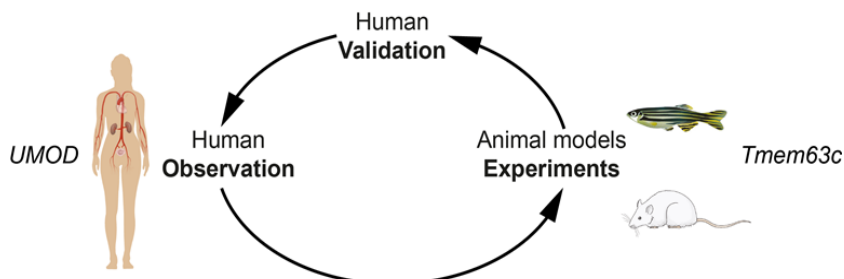 Human
Validation
UMOD
Human
Observation
Animal models
Experiments
Tmem63c